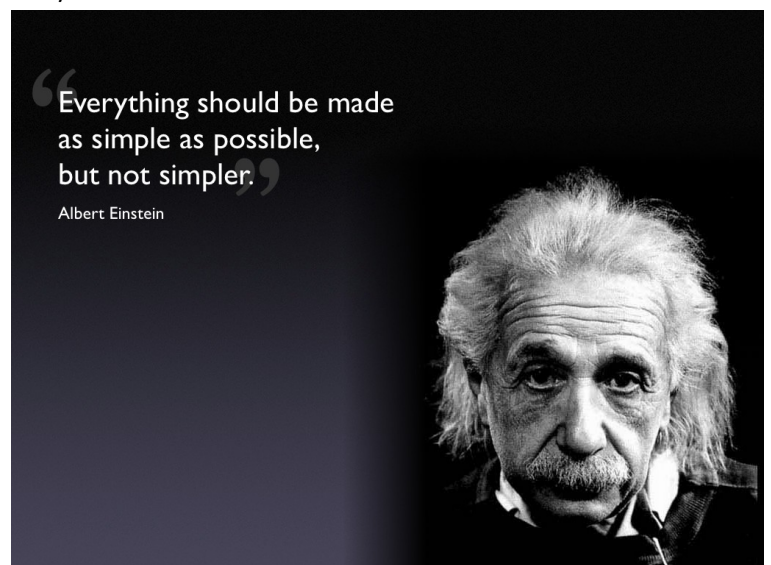 “Everything should be made
as simple as possible,
but not simpler.”
Albert Einstein